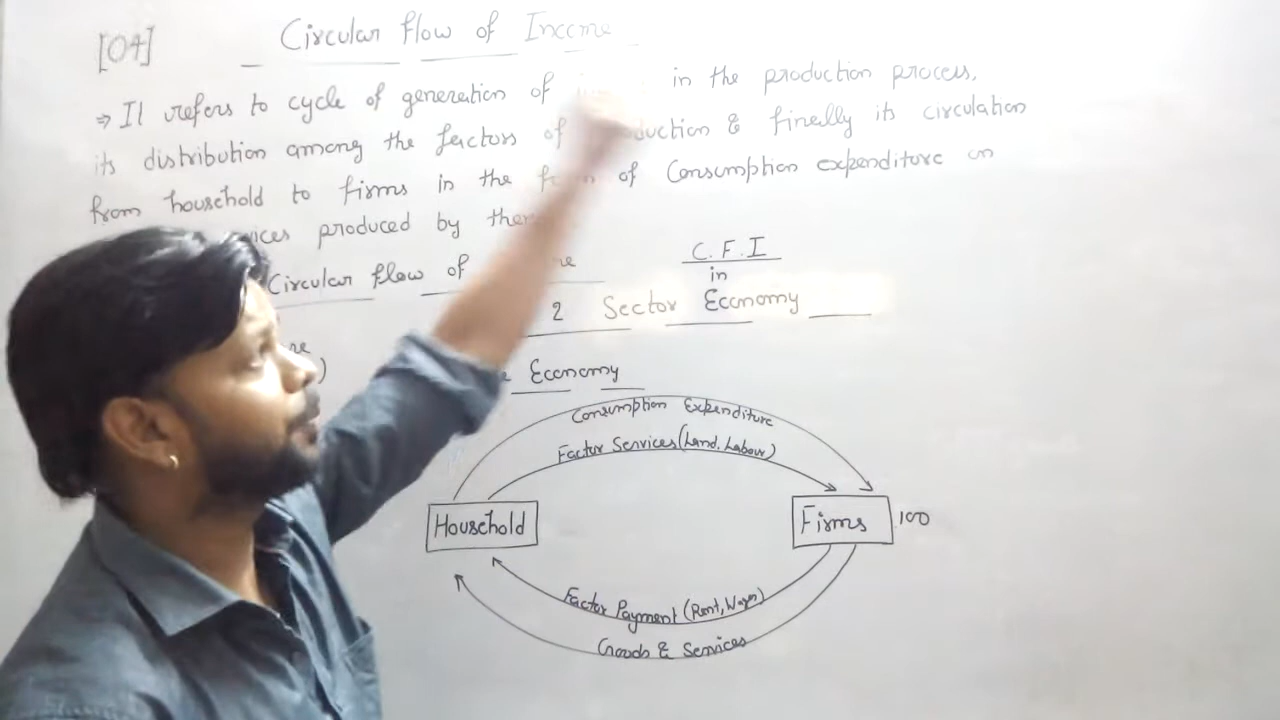 [04]
Circular Flow of Income
⇒ It refers to cycle of generation of in the production process,
its distribution among the factors of & finally its circulation
from household to firms in the of Consumption expenditure on
produced by
Circular flow of
C.F.I
in
2 Sector Economy
Economy
Consumption Expenditure
Factor Services (Land, Labour)
Household
Firms
100
Factor Payment (Rent, Wages)
Goods & Services